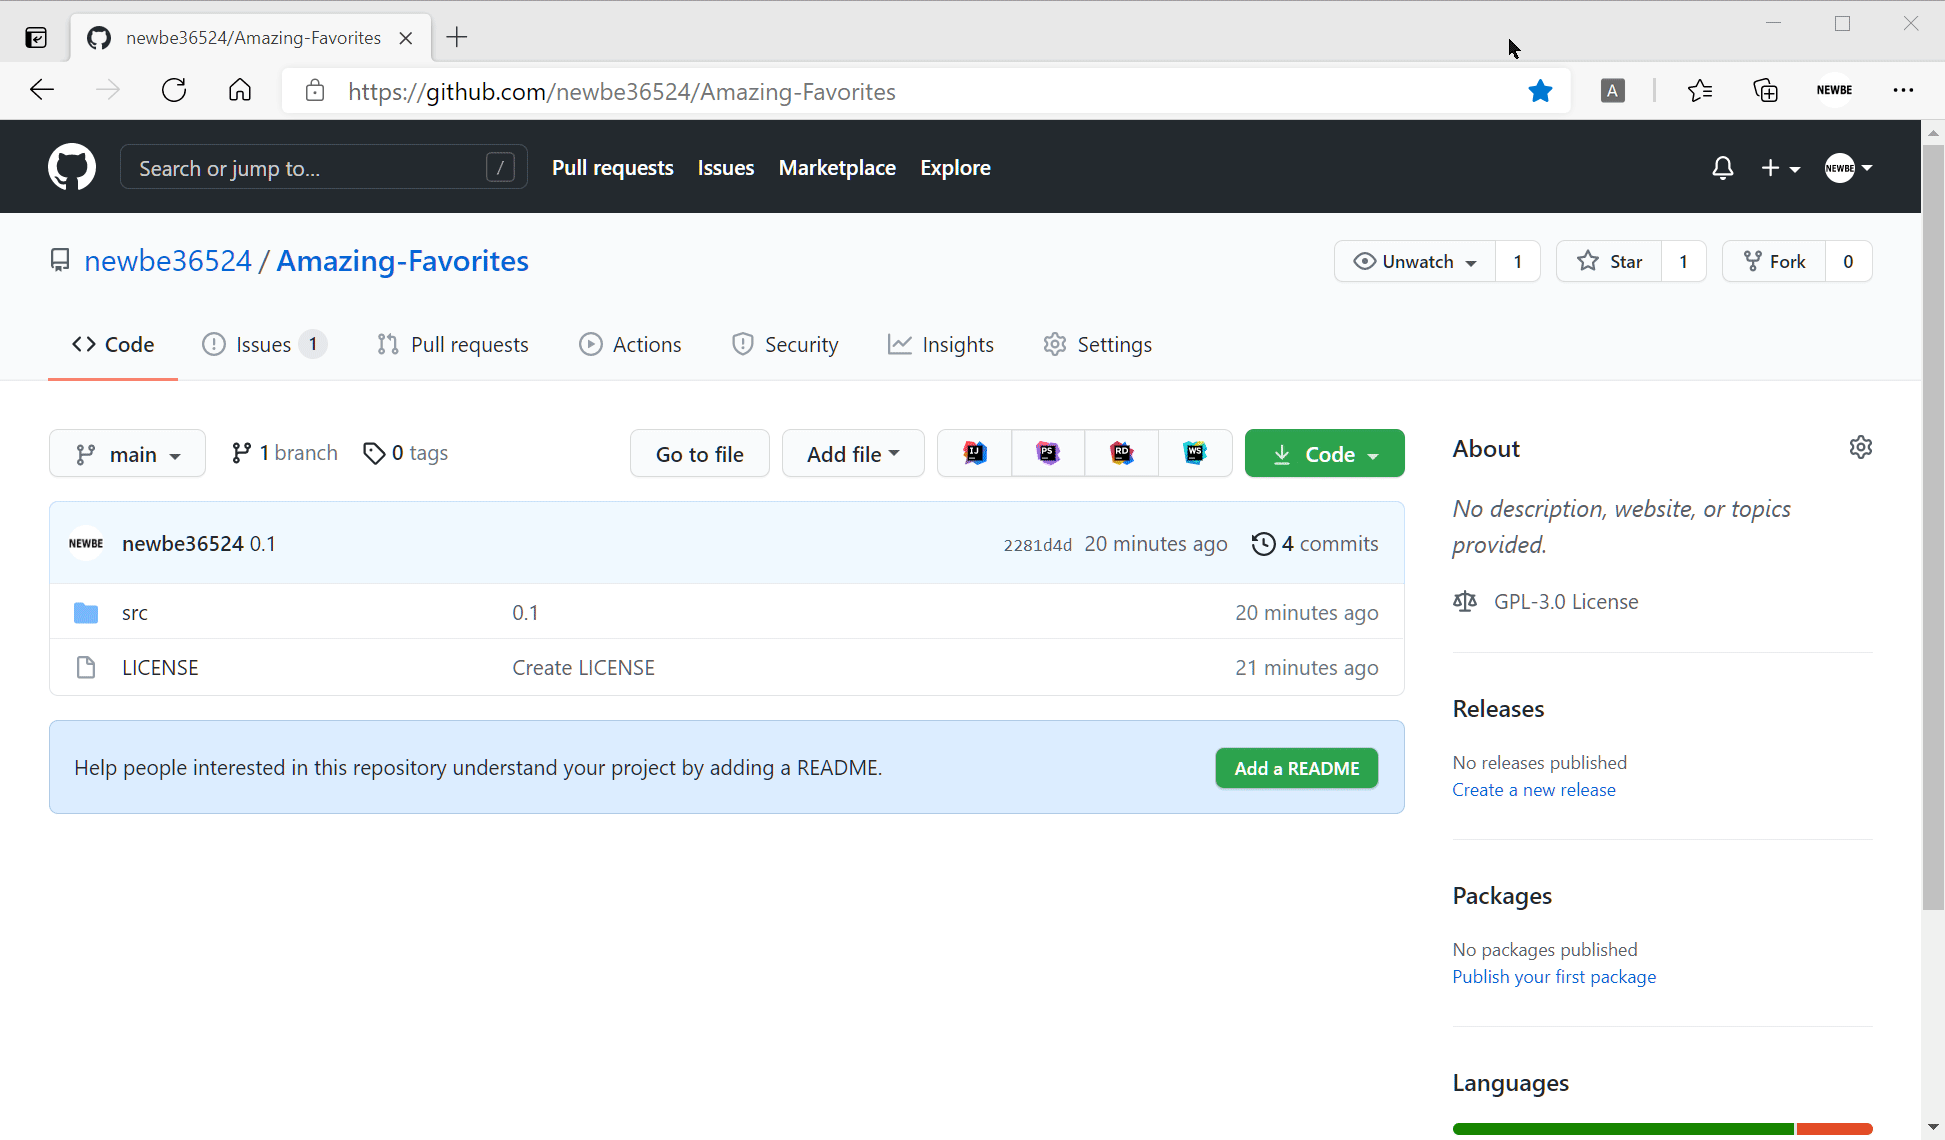 newbe36524/Amazing-Favorites
https://github.com/newbe36524/Amazing-Favorites
A
NEWBE
Search or jump to...
/
Pull requests
Issues
Marketplace
Explore
NEWBE
newbe36524 / Amazing-Favorites
Unwatch 1
Star 1
Fork 0
Code
Issues 1
Pull requests
Actions
Security
Insights
Settings
main
1 branch
0 tags
Go to file
Add file
IJ
PS
RD
WS
Code
NEWBE
newbe36524 0.1
2281d4d 20 minutes ago
4 commits
src 0.1 20 minutes ago
LICENSE Create LICENSE 21 minutes ago
Help people interested in this repository understand your project by adding a README.
Add a README
About
No description, website, or topics
provided.
GPL-3.0 License
Releases
No releases published
Create a new release
Packages
No packages published
Publish your first package
Languages